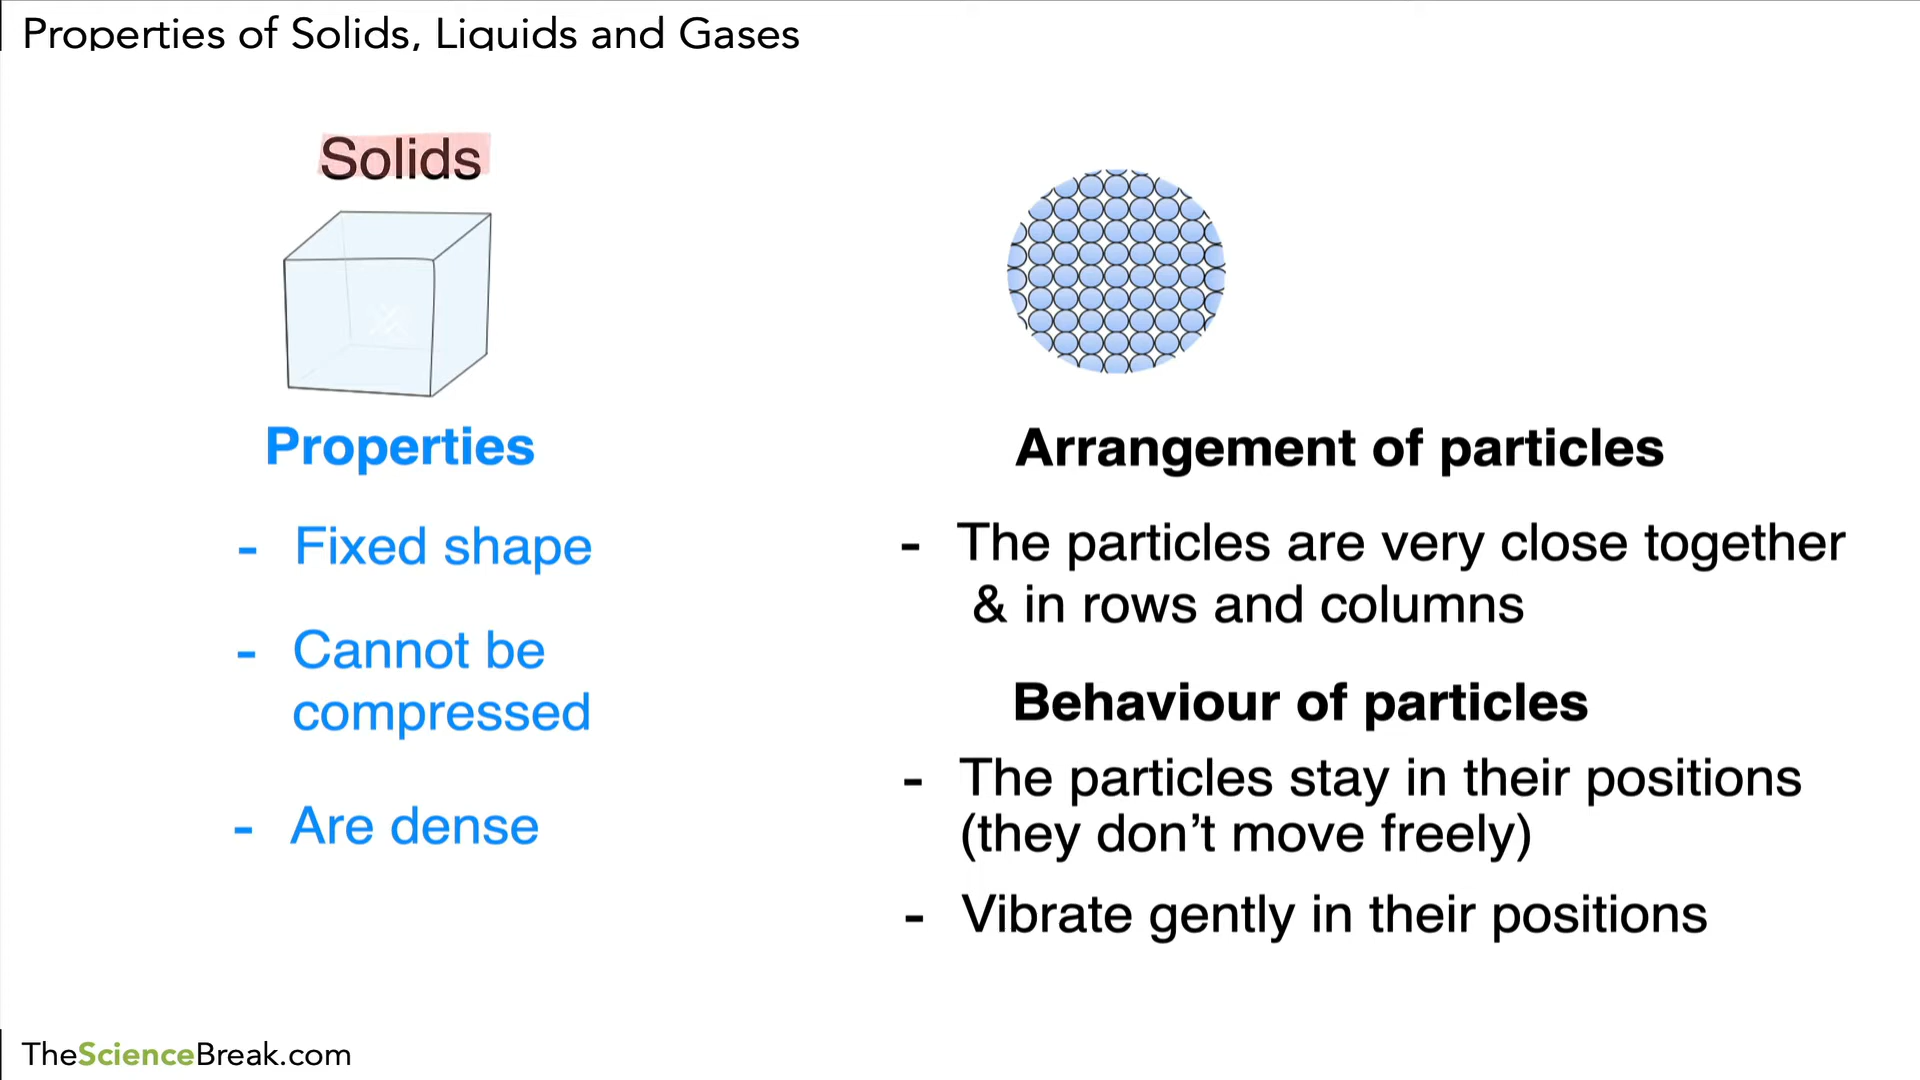 Properties of Solids, Liquids and Gases
Solids
Properties
- Fixed shape
- Cannot be
compressed
- Are dense
Arrangement of particles
- The particles are very close together
& in rows and columns
Behaviour of particles
- The particles stay in their positions
(they don’t move freely)
- Vibrate gently in their positions
TheScienceBreak.com